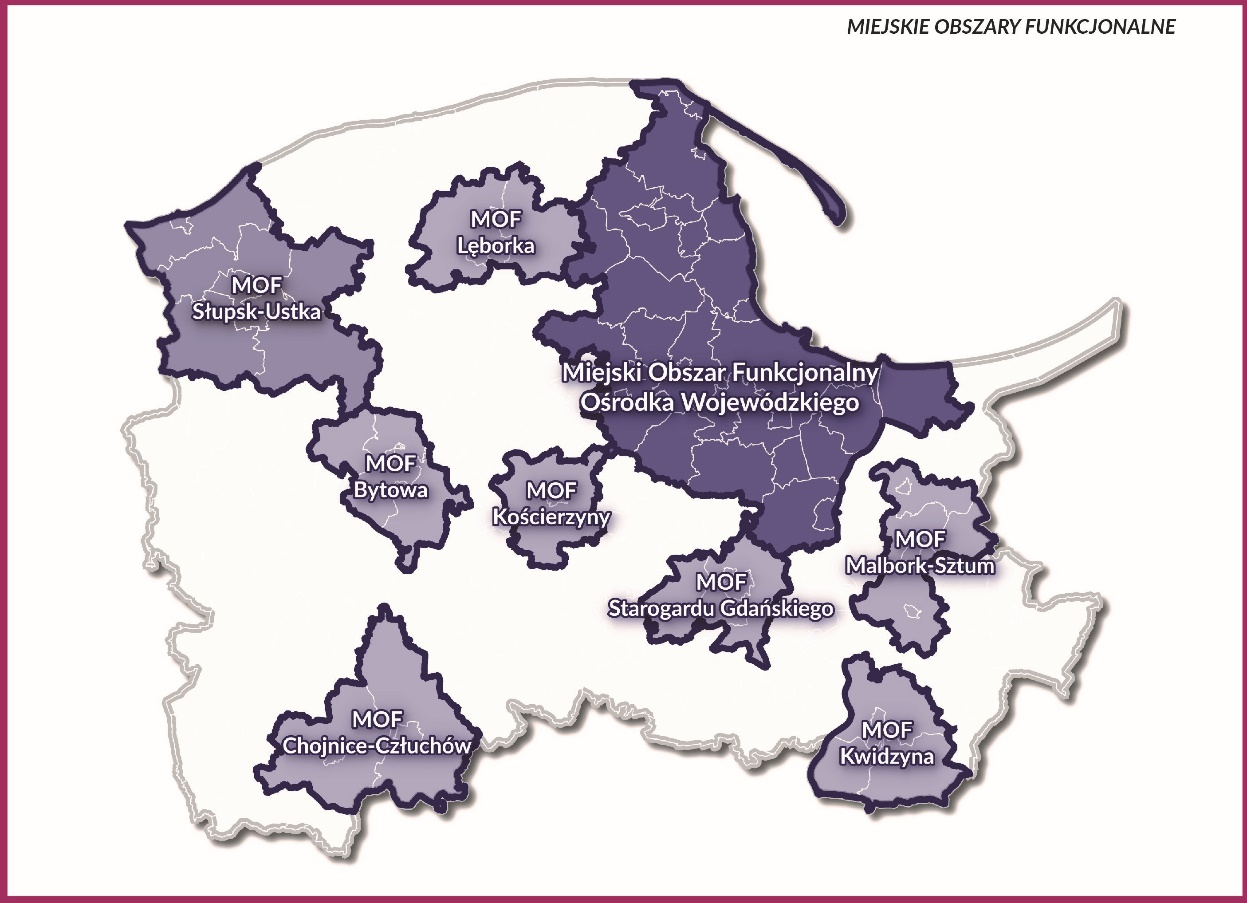 MIEJSKIE OBSZARY FUNKCJONALNE
MOF
Lęborka
MOF
Słupsk-Ustka
Miejski Obszar Funkcjonalny
Ośrodka Wojewódzkiego
MOF
Bytowa
MOF
Kościerzyny
MOF
Malbork-Sztum
MOF
Starogardu Gdańskiego
MOF
Chojnice-Człuchów
MOF
Kwidzyna